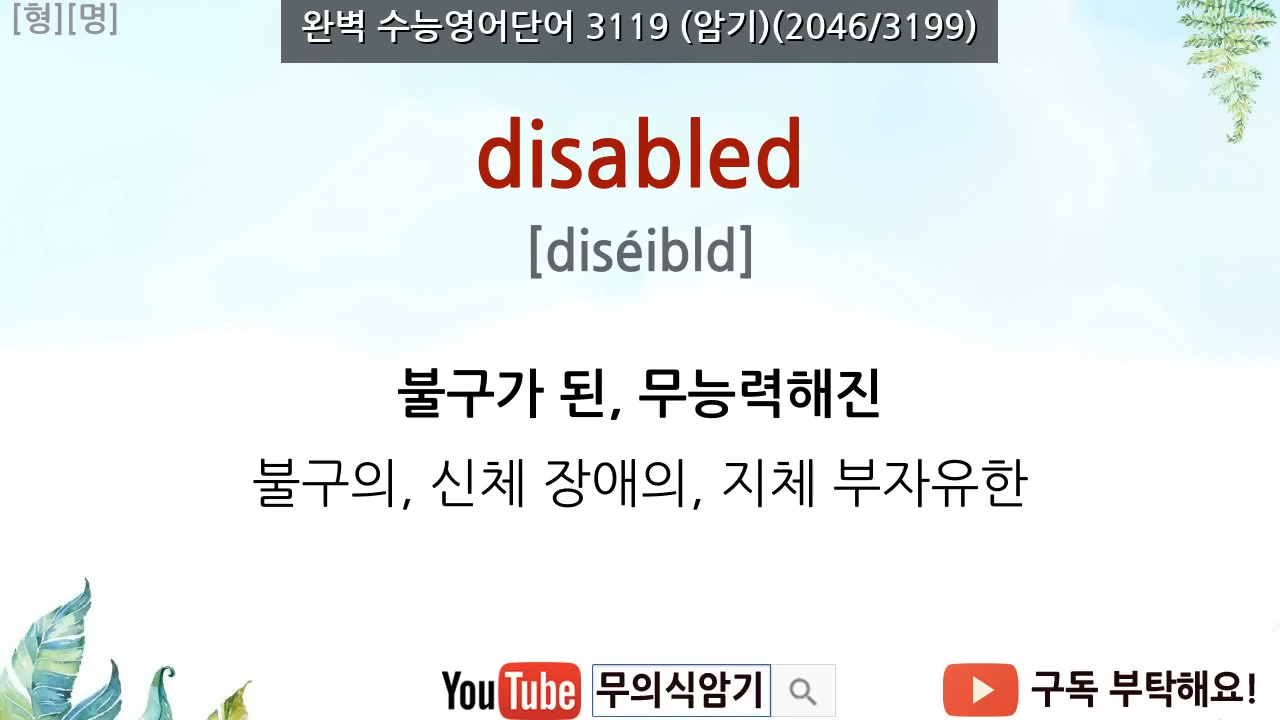 [형][명]
완벽 수능영어단어 3119 (암기)(2046/3199)
disabled
[diséibld]
불구가 된, 무능력해진
불구의, 신체 장애의, 지체 부자유한
YouTube 무의식암기
구독 부탁해요!